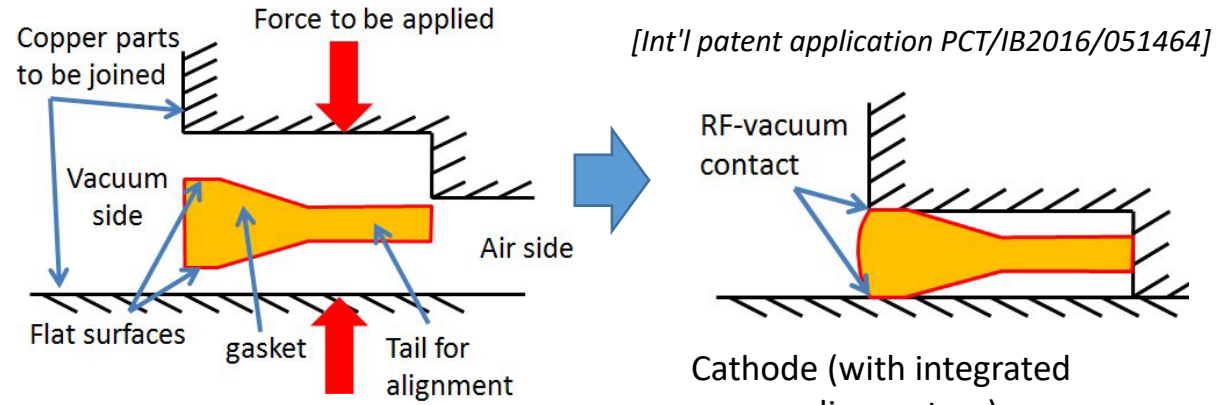 Force to be applied
Copper parts
to be joined
[Int'l patent application PCT/IB2016/051464]
RF-vacuum
contact
Vacuum
side
Air side
Flat surfaces
gasket
Tail for
alignment
Cathode (with integrated